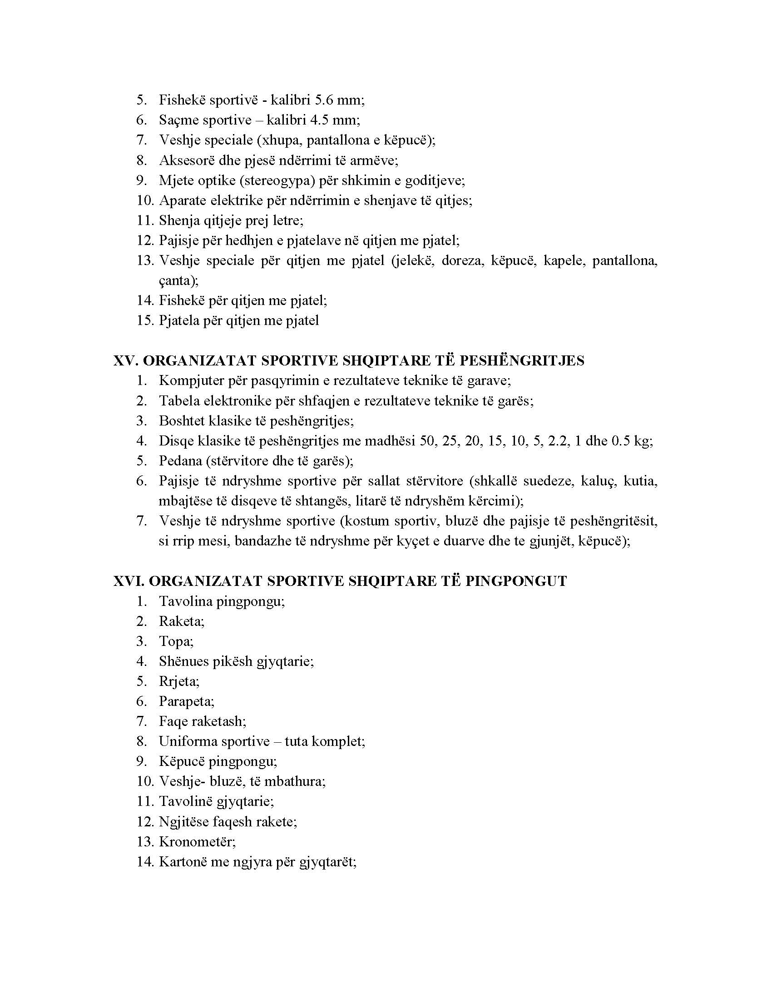 5. Fishekë sportivë - kalibri 5.6 mm;
6. Saçme sportive – kalibri 4.5 mm;
7. Veshje speciale (xhupa, pantallona e këpucë);
8. Aksesorë dhe pjesë ndërrimi të armëve;
9. Mjete optike (stereogypa) për shkimin e goditjeve;
10. Aparate elektrike për ndërrimin e shenjave të qitjes;
11. Shenja qitjeje prej letre;
12. Pajisje për hedhjen e pjatelave në qitjen me pjatel;
13. Veshje speciale për qitjen me pjatel (jelekë, doreza, këpucë, kapele, pantallona,
çanta);
14. Fishekë për qitjen me pjatel;
15. Pjatela për qitjen me pjatel
XV. ORGANIZATAT SPORTIVE SHQIPTARE TË PESHËNGRITJES
1. Kompjuter për pasqyrimin e rezultateve teknike të garave;
2. Tabela elektronike për shfaqjen e rezultateve teknike të garës;
3. Boshtet klasike të peshëngritjes;
4. Disqe klasike të peshëngritjes me madhësi 50, 25, 20, 15, 10, 5, 2.2, 1 dhe 0.5 kg;
5. Pedana (stërvitore dhe të garës);
6. Pajisje të ndryshme sportive për sallat stërvitore (shkallë suedeze, kaluç, kutia,
mbajtëse të disqeve të shtangës, litarë të ndryshëm kërcimi);
7. Veshje të ndryshme sportive (kostum sportiv, bluzë dhe pajisje të peshëngritësit,
si rrip mesi, bandazhe të ndryshme për kyçet e duarve dhe te gjunjët, këpucë);
XVI. ORGANIZATAT SPORTIVE SHQIPTARE TË PINGPONGUT
1. Tavolina pingpongu;
2. Raketa;
3. Topa;
4. Shënues pikësh gjyqtarie;
5. Rrjeta;
6. Parapeta;
7. Faqe raketash;
8. Uniforma sportive – tuta komplet;
9. Këpucë pingpongu;
10. Veshje- bluzë, të mbathura;
11. Tavolinë gjyqtarie;
12. Ngjitëse faqesh rakete;
13. Kronometër;
14. Kartonë me ngjyra për gjyqtarët;